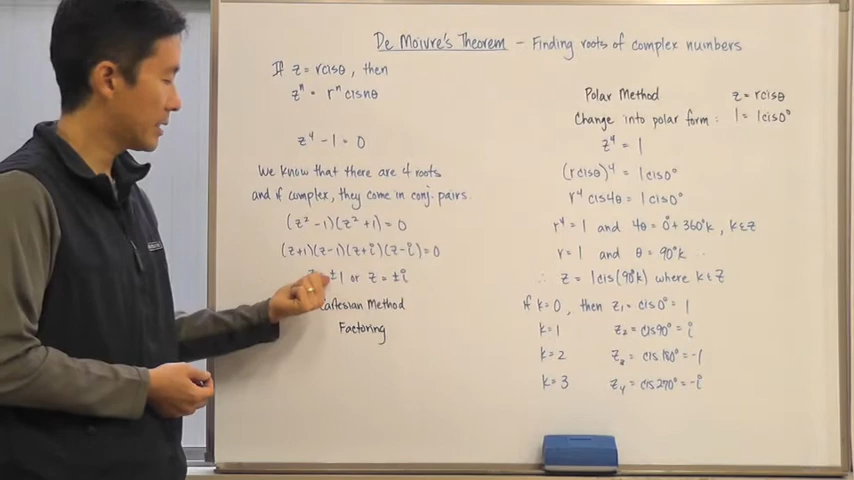 De Moivre's Theorem - Finding roots of complex numbers
If z = rcisθ, then
zⁿ = rⁿ cisnθ
z⁴ - 1 = 0
We know that there are 4 roots
and if complex, they come in conj. pairs.
(z² - 1)(z² + 1) = 0
(z+1)(z-1)(z+i)(z-i) = 0
±1 or z = ±i
Cartesian Method
Factoring
Polar Method
z = rcisθ
Change into polar form: 1 = 1cis0°
z⁴ = 1
(rcisθ)⁴ = 1cis0°
r⁴ cis4θ = 1cis0°
r⁴ = 1 and 4θ = 0° + 360°k, k∈Z
r = 1 and θ = 90°k
∴ z = 1cis(90°k) where k∈Z
If k=0, then z₁ = cis0° = 1
k=1 z₂ = cis90° = i
k=2 z₃ = cis180° = -1
k=3 z₄ = cis270° = -i